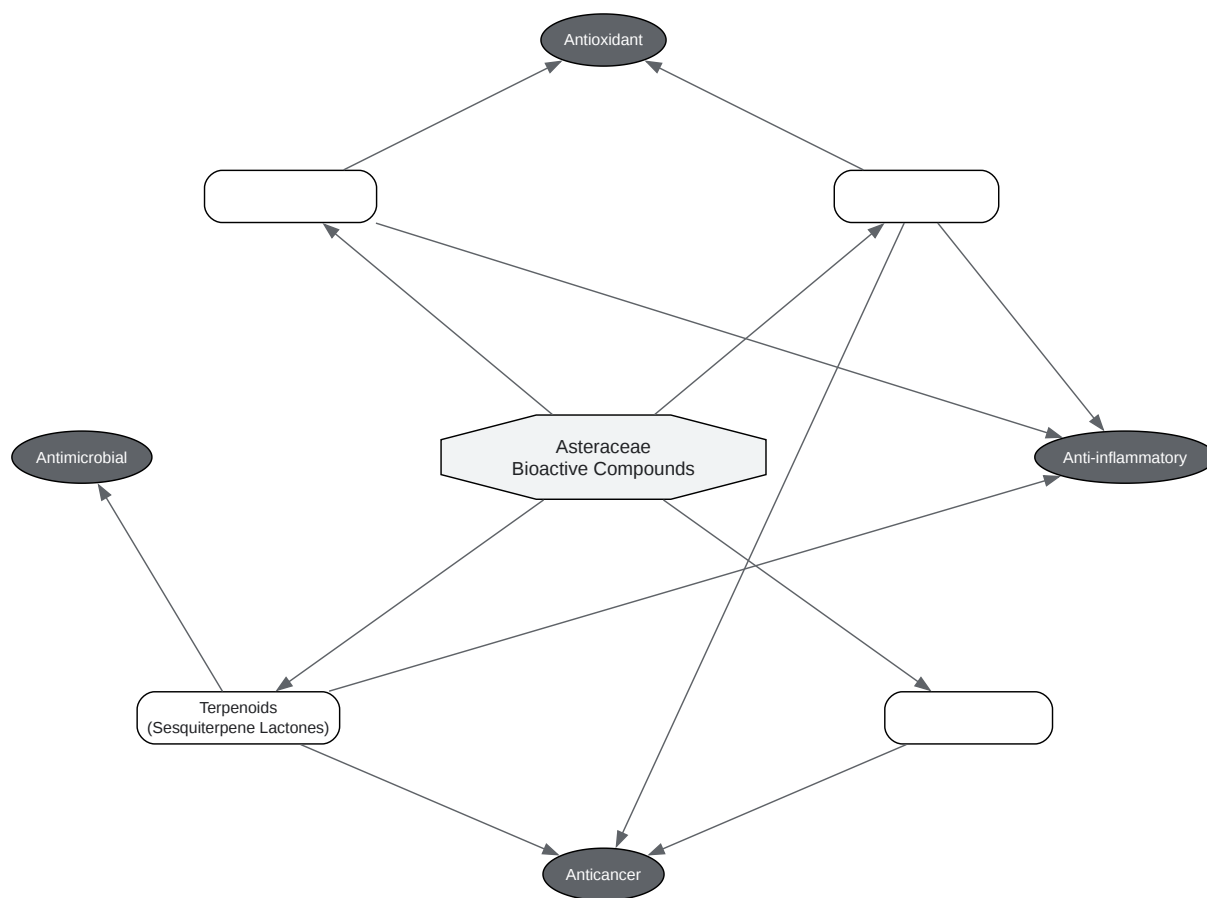 Antioxidant
Asteraceae
Bioactive Compounds
Antimicrobial
Anti-inflammatory
Terpenoids
(Sesquiterpene Lactones)
Anticancer